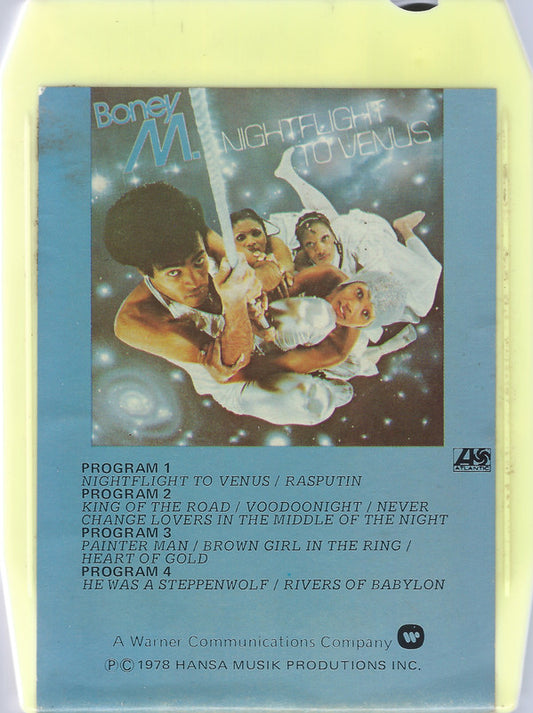 Boney
M.
NIGHTFLIGHT
TO VENUS
PROGRAM 1
NIGHTFLIGHT TO VENUS / RASPUTIN
PROGRAM 2
KING OF THE ROAD / VOODOONIGHT / NEVER
CHANGE LOVERS IN THE MIDDLE OF THE NIGHT
PROGRAM 3
PAINTER MAN / BROWN GIRL IN THE RING /
HEART OF GOLD
PROGRAM 4
HE WAS A STEPPENWOLF / RIVERS OF BABYLON
ATLANTIC
A Warner Communications Company
ⓅⒸ 1978 HANSA MUSIK PRODUTIONS INC.